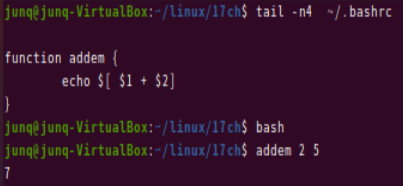 junq@junq-VirtualBox:~/linux/17ch$ tail -n4  ~/.bashrc
function addem {
        echo $[ $1 + $2]
}
junq@junq-VirtualBox:~/linux/17ch$ bash
junq@junq-VirtualBox:~/linux/17ch$ addem 2 5
7